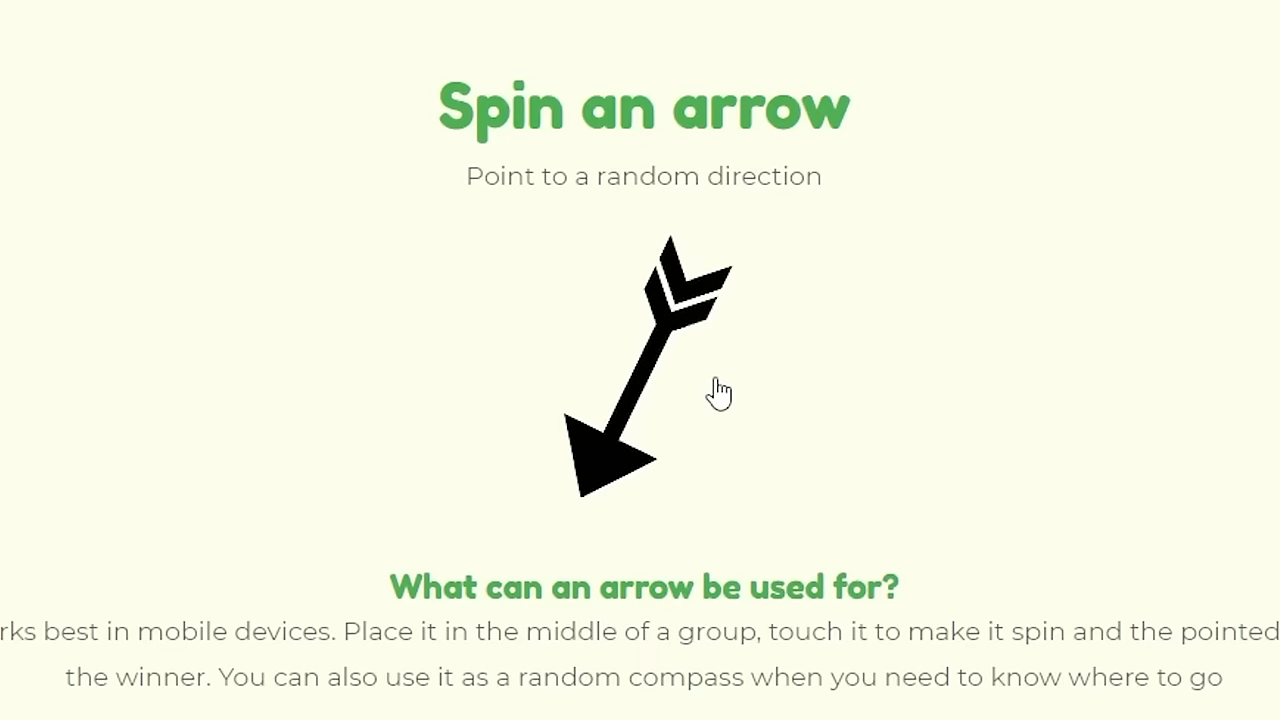 Spin an arrow
Point to a random direction
What can an arrow be used for?
rks best in mobile devices. Place it in the middle of a group, touch it to make it spin and the pointed
the winner. You can also use it as a random compass when you need to know where to go